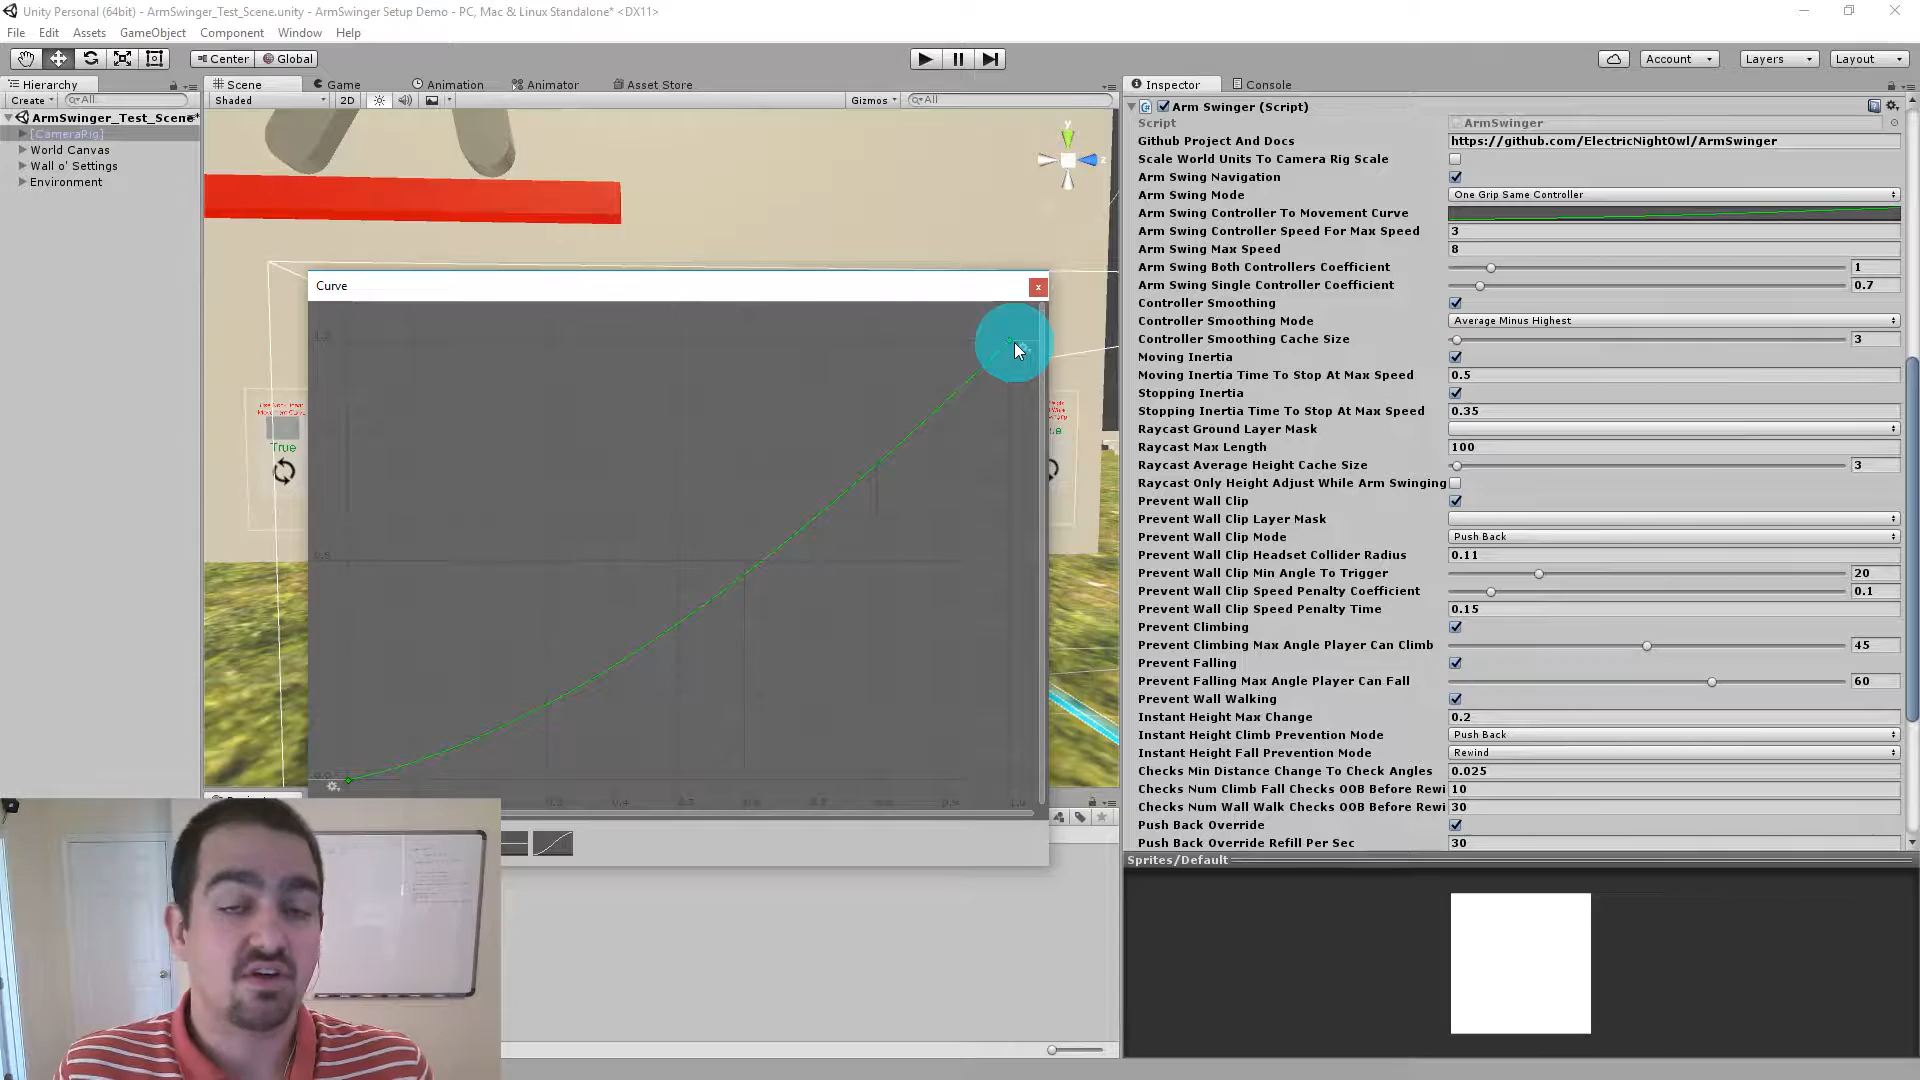 Unity Personal (64bit) - ArmSwinger_Test_Scene.unity - ArmSwinger Setup Demo - PC, Mac & Linux Standalone* <DX11>
File Edit Assets GameObject Component Window Help
Center Global Account Layers Layout
Hierarchy Scene Game Animation Animator Asset Store Inspector Console
Create All Shaded 2D Gizmos All
ArmSwinger_Test_Scene*
[CameraRig]
World Canvas
Wall o' Settings
Environment
y
z
Curve
True
1.0
0.4
1.0
Arm Swinger (Script)
Script ArmSwinger
Github Project And Docs https://github.com/ElectricNightOwl/ArmSwinger
Scale World Units To Camera Rig Scale
Arm Swing Navigation
Arm Swing Mode One Grip Same Controller
Arm Swing Controller To Movement Curve
Arm Swing Controller Speed For Max Speed 3
Arm Swing Max Speed 8
Arm Swing Both Controllers Coefficient 1
Arm Swing Single Controller Coefficient 0.7
Controller Smoothing
Controller Smoothing Mode Average Minus Highest
Controller Smoothing Cache Size 3
Moving Inertia
Moving Inertia Time To Stop At Max Speed 0.5
Stopping Inertia
Stopping Inertia Time To Stop At Max Speed 0.35
Raycast Ground Layer Mask
Raycast Max Length 100
Raycast Average Height Cache Size 3
Raycast Only Height Adjust While Arm Swinging
Prevent Wall Clip
Prevent Wall Clip Layer Mask
Prevent Wall Clip Mode Push Back
Prevent Wall Clip Headset Collider Radius 0.11
Prevent Wall Clip Min Angle To Trigger 20
Prevent Wall Clip Speed Penalty Coefficient 0.1
Prevent Wall Clip Speed Penalty Time 0.15
Prevent Climbing
Prevent Climbing Max Angle Player Can Climb 45
Prevent Falling
Prevent Falling Max Angle Player Can Fall 60
Prevent Wall Walking
Instant Height Max Change 0.2
Instant Height Climb Prevention Mode Push Back
Instant Height Fall Prevention Mode Rewind
Checks Min Distance Change To Check Angles 0.025
Checks Num Climb Fall Checks OOB Before Rewi 10
Checks Num Wall Walk Checks OOB Before Rewi 30
Push Back Override
Push Back Override Refill Per Sec 30
Sprites/Default